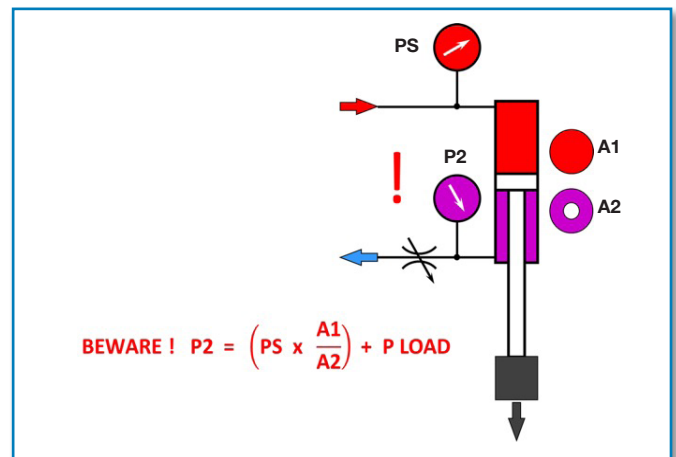 PS
A1
!
P2
A2
BEWARE ! P2 = (PS x A1/A2) + P LOAD